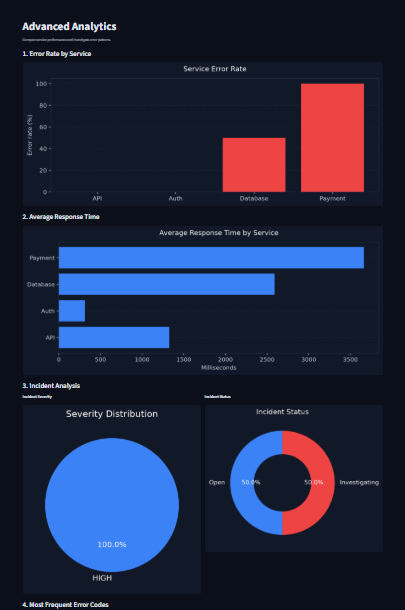 Advanced Analytics
1. Error Rate by Service
Service Error Rate
Error rate (%)
100
80
60
40
20
0
API Auth Database Payment
2. Average Response Time
Average Response Time by Service
Payment
Database
Auth
API
0 500 1000 1500 2000 2500 3000 3500
Milliseconds
3. Incident Analysis
Incident Severity
Severity Distribution
100.0%
HIGH
Incident Status
Incident Status
Open 50.0% 50.0% Investigating
4. Most Frequent Error Codes